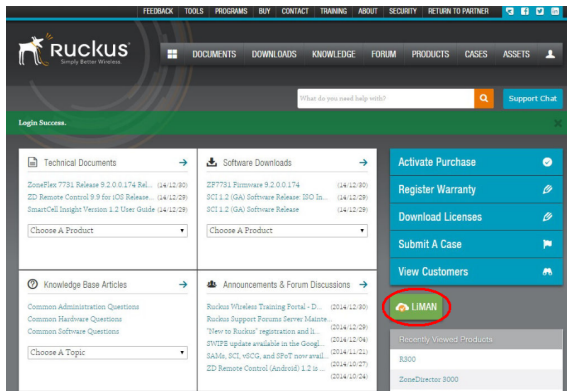 FEEDBACK TOOLS PROGRAMS BUY CONTACT TRAINING ABOUT SECURITY RETURN TO PARTNER
Ruckus
Simply Better Wireless.
DOCUMENTS DOWNLOADS KNOWLEDGE FORUM PRODUCTS CASES ASSETS
What do you need help with?
Support Chat
Login Success.
Technical Documents
ZoneFlex 7731 Release 9.2.0.0.174 Rel... (14/12/30)
ZD Remote Control 9.9 for iOS Release... (14/12/29)
SmartCell Insight Version 1.2 User Guide (14/12/29)
Choose A Product
Software Downloads
ZF7731 Firmware 9.2.0.0.174 (14/12/30)
SCI 1.2 (GA) Software Release: ISO In... (14/12/29)
SCI 1.2 (GA) Software Release (14/12/29)
Choose A Product
Activate Purchase
Register Warranty
Download Licenses
Submit A Case
View Customers
Knowledge Base Articles
Common Administration Questions
Common Hardware Questions
Common Software Questions
Choose A Topic
Announcements & Forum Discussions
Ruckus Wireless Training Portal - D... (2014/12/30)
Ruckus Support Forums Server Mainte...
(2014/12/29)
"New to Ruckus" registration and li...
(2014/12/04)
SWIPE update available in the Googl...
(2014/11/21)
SAMs, SCI, vSCG, and SPoT now avail...
(2014/10/27)
ZD Remote Control (Android) 1.2 is ...
(2014/10/24)
LiMAN
Recently Viewed Products
R300
ZoneDirector 3000